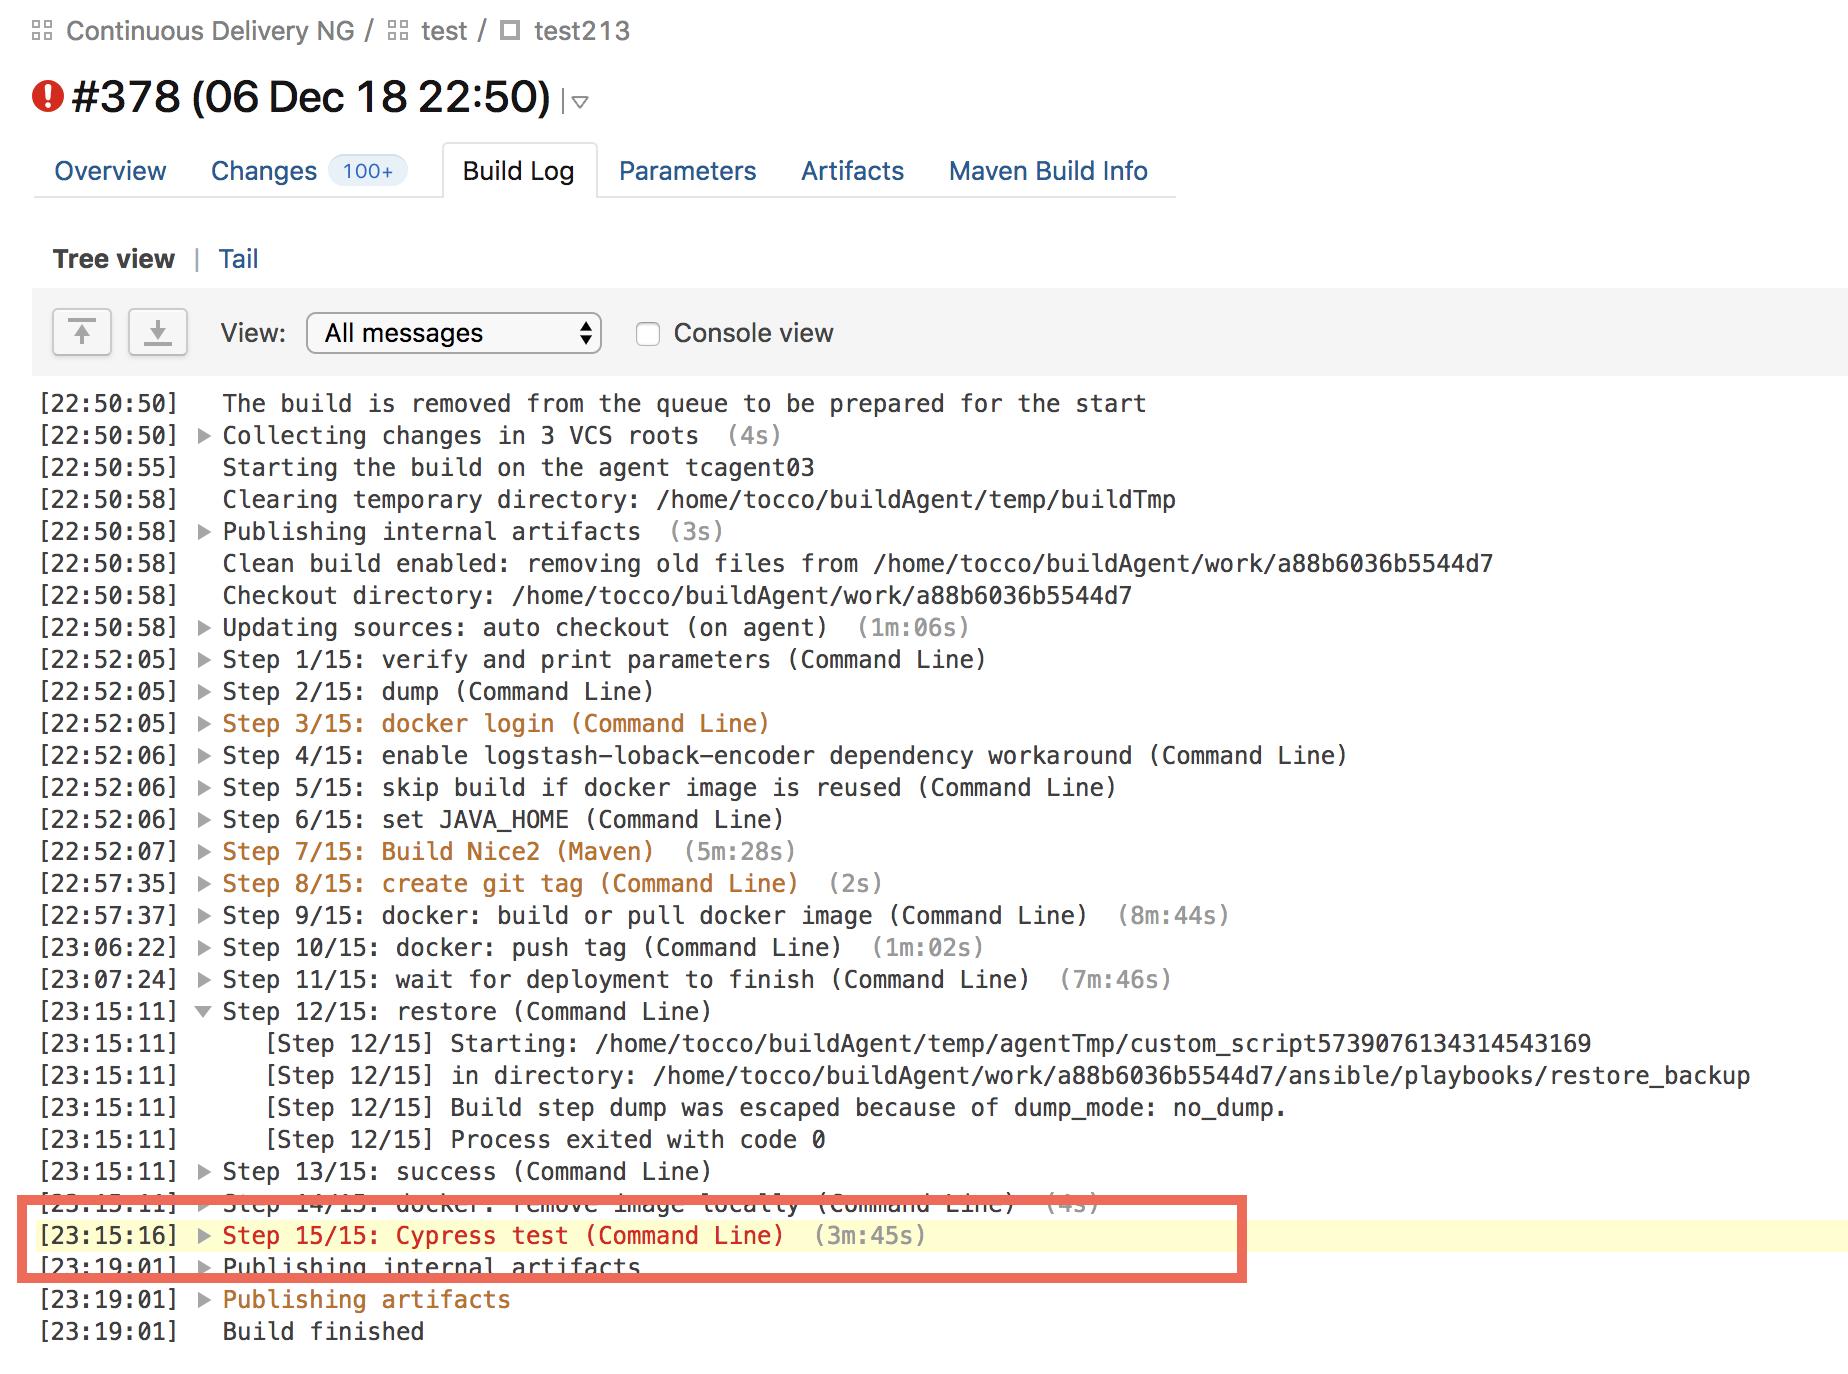 Continuous Delivery NG / test / test213
#378 (06 Dec 18 22:50)
Overview Changes 100+ Build Log Parameters Artifacts Maven Build Info
Tree view | Tail
View: All messages Console view
[22:50:50] The build is removed from the queue to be prepared for the start
[22:50:50] Collecting changes in 3 VCS roots (4s)
[22:50:55] Starting the build on the agent tcagent03
[22:50:58] Clearing temporary directory: /home/tocco/buildAgent/temp/buildTmp
[22:50:58] Publishing internal artifacts (3s)
[22:50:58] Clean build enabled: removing old files from /home/tocco/buildAgent/work/a88b6036b5544d7
[22:50:58] Checkout directory: /home/tocco/buildAgent/work/a88b6036b5544d7
[22:50:58] Updating sources: auto checkout (on agent) (1m:06s)
[22:52:05] Step 1/15: verify and print parameters (Command Line)
[22:52:05] Step 2/15: dump (Command Line)
[22:52:05] Step 3/15: docker login (Command Line)
[22:52:06] Step 4/15: enable logstash-loback-encoder dependency workaround (Command Line)
[22:52:06] Step 5/15: skip build if docker image is reused (Command Line)
[22:52:06] Step 6/15: set JAVA_HOME (Command Line)
[22:52:07] Step 7/15: Build Nice2 (Maven) (5m:28s)
[22:57:35] Step 8/15: create git tag (Command Line) (2s)
[22:57:37] Step 9/15: docker: build or pull docker image (Command Line) (8m:44s)
[23:06:22] Step 10/15: docker: push tag (Command Line) (1m:02s)
[23:07:24] Step 11/15: wait for deployment to finish (Command Line) (7m:46s)
[23:15:11] Step 12/15: restore (Command Line)
[23:15:11] [Step 12/15] Starting: /home/tocco/buildAgent/temp/agentTmp/custom_script5739076134314543169
[23:15:11] [Step 12/15] in directory: /home/tocco/buildAgent/work/a88b6036b5544d7/ansible/playbooks/restore_backup
[23:15:11] [Step 12/15] Build step dump was escaped because of dump_mode: no_dump.
[23:15:11] [Step 12/15] Process exited with code 0
[23:15:11] Step 13/15: success (Command Line)
[23:15:11] Step 14/15: docker: remove image locally (Command Line) (4s)
[23:15:16] Step 15/15: Cypress test (Command Line) (3m:45s)
[23:19:01] Publishing internal artifacts
[23:19:01] Publishing artifacts
[23:19:01] Build finished